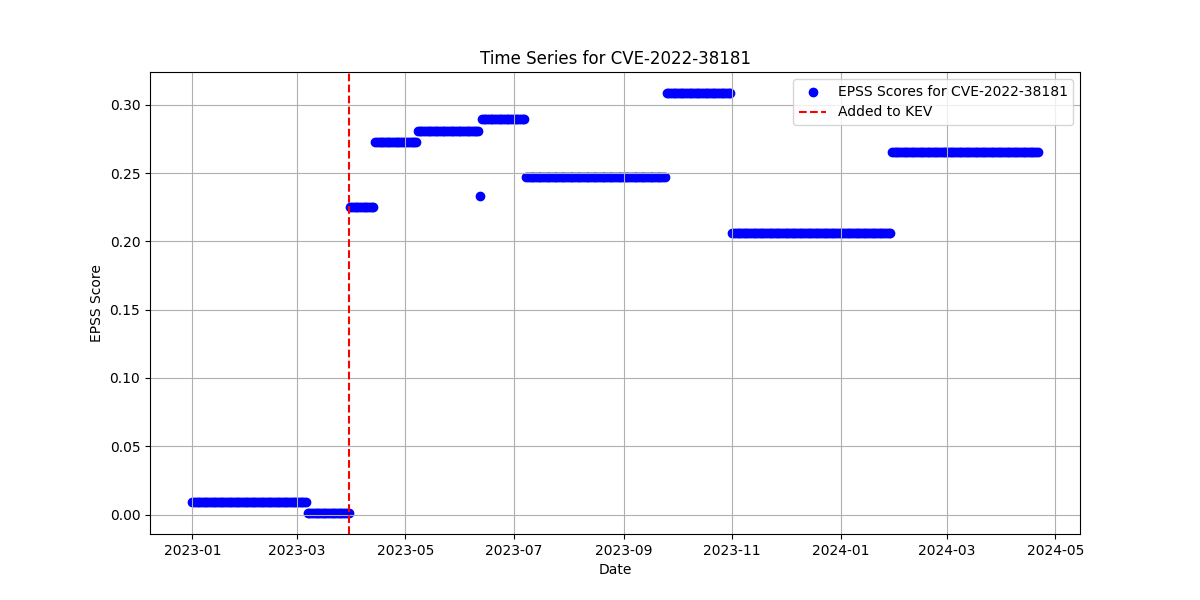 Time Series for CVE-2022-38181
EPSS Scores for CVE-2022-38181
Added to KEV
EPSS Score
0.30
0.25
0.20
0.15
0.10
0.05
0.00
2023-01 2023-03 2023-05 2023-07 2023-09 2023-11 2024-01 2024-03 2024-05
Date